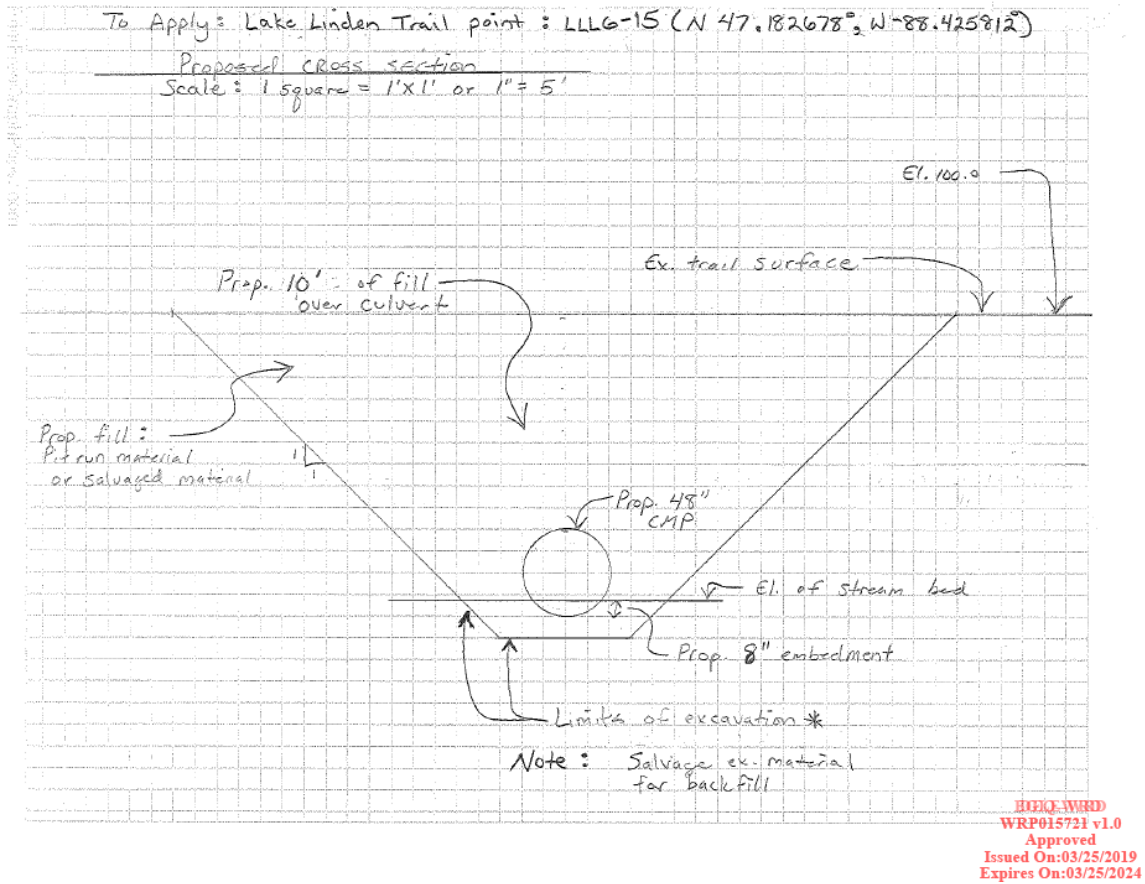 To Apply: Lake Linden Trail point : LLL6-15 (N 47.182678°, W-88.425812°)
Proposed CROSS SECTION
Scale: 1 square = 1'x1' or 1" = 5'
El. 100.0
Ex. trail surface
Prop. 10' - of fill
over culvert
Prop. fill:
Pit run material
or salvaged material
1
1
Prop. 48"
CMP
El. of stream bed
Prop. 8" embedment
Limits of excavation *
Note: Salvage ex. material
for backfill
WRD
WRP015721 v1.0
Approved
Issued On:03/25/2019
Expires On:03/25/2024